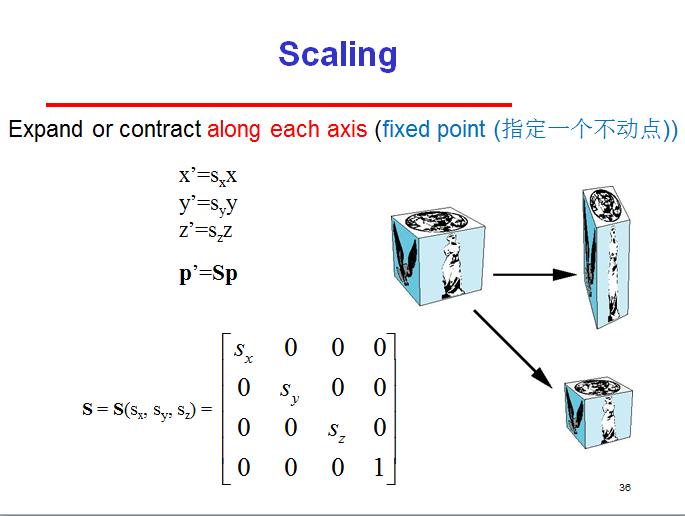 Scaling
Expand or contract along each axis (fixed point (指定一个不动点))
x’=sxx
y’=syy
z’=szz
p’=Sp
S = S(sx, sy, sz) =
sx 0 0 0
0 sy 0 0
0 0 sz 0
0 0 0 1
36